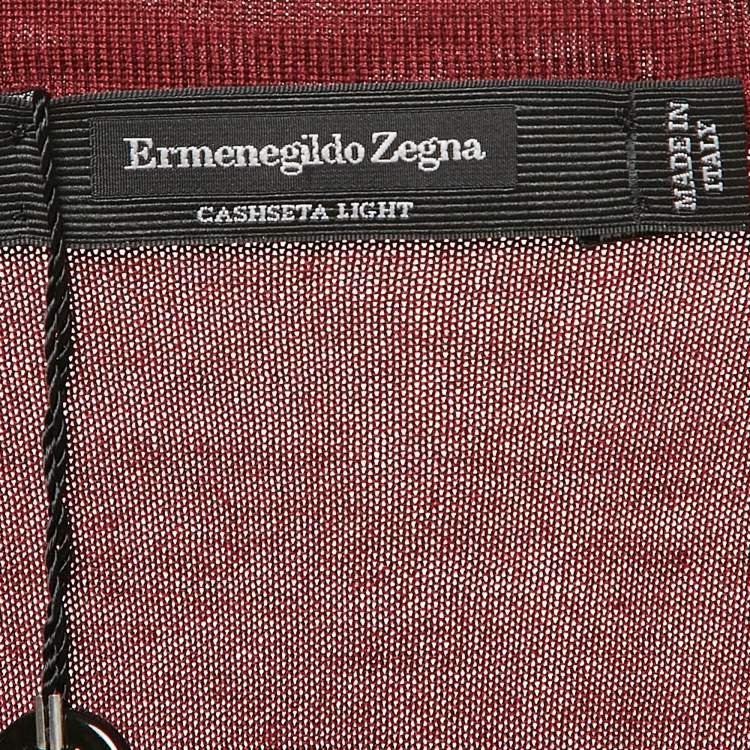 Ermenegildo Zegna
CASHSETA LIGHT
MADE IN
ITALY